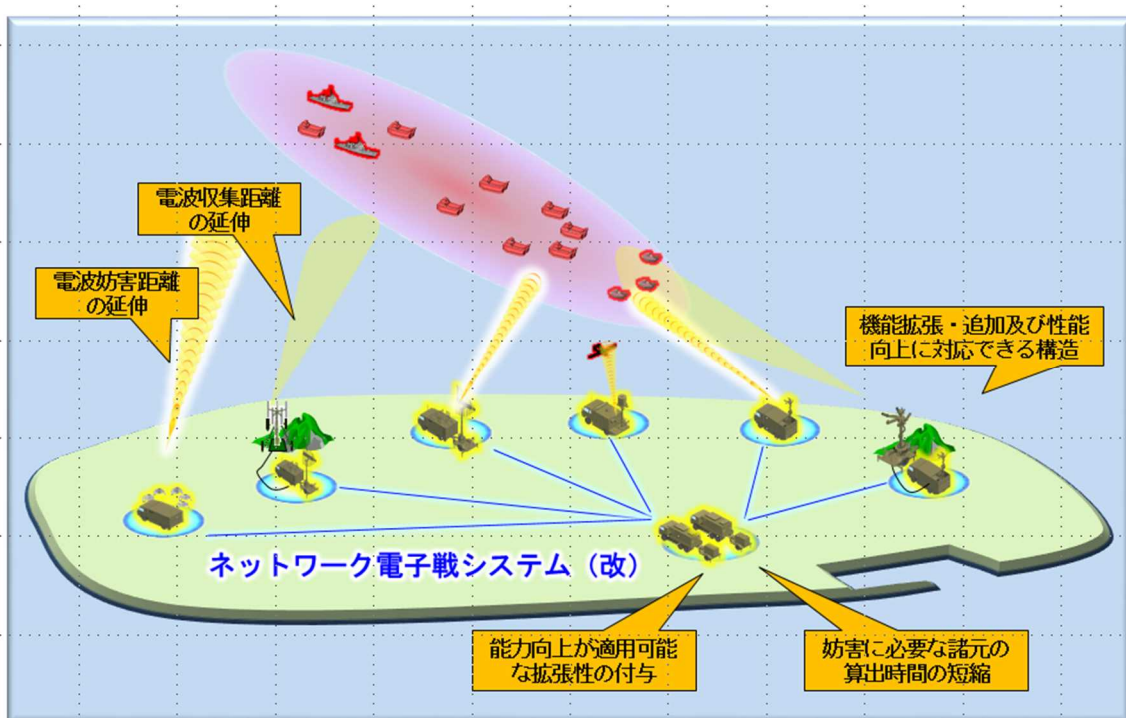 電波収集距離
の延伸
電波妨害距離
の延伸
機能拡張・追加及び性能
向上に対応できる構造
ネットワーク電子戦システム（改）
能力向上が適用可能
な拡張性の付与
妨害に必要な諸元の
算出時間の短縮